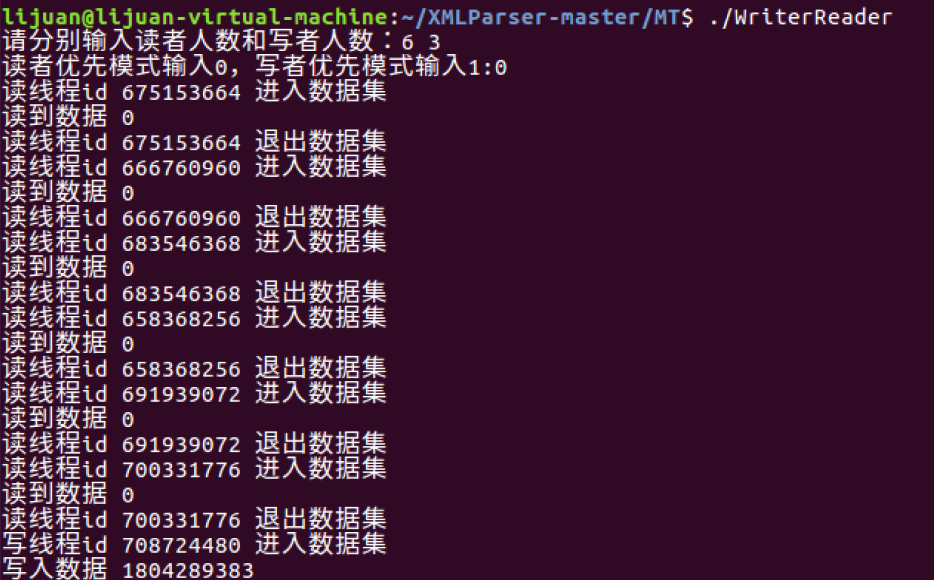 lijuan@lijuan-virtual-machine:~/XMLParser-master/MT$ ./WriterReader
请分别输入读者人数和写者人数：6 3
读者优先模式输入0，写者优先模式输入1:0
读线程id 675153664 进入数据集
读到数据 0
读线程id 675153664 退出数据集
读线程id 666760960 进入数据集
读到数据 0
读线程id 666760960 退出数据集
读线程id 683546368 进入数据集
读到数据 0
读线程id 683546368 退出数据集
读线程id 658368256 进入数据集
读到数据 0
读线程id 658368256 退出数据集
读线程id 691939072 进入数据集
读到数据 0
读线程id 691939072 退出数据集
读线程id 700331776 进入数据集
读到数据 0
读线程id 700331776 退出数据集
写线程id 708724480 进入数据集
写入数据 1804289383